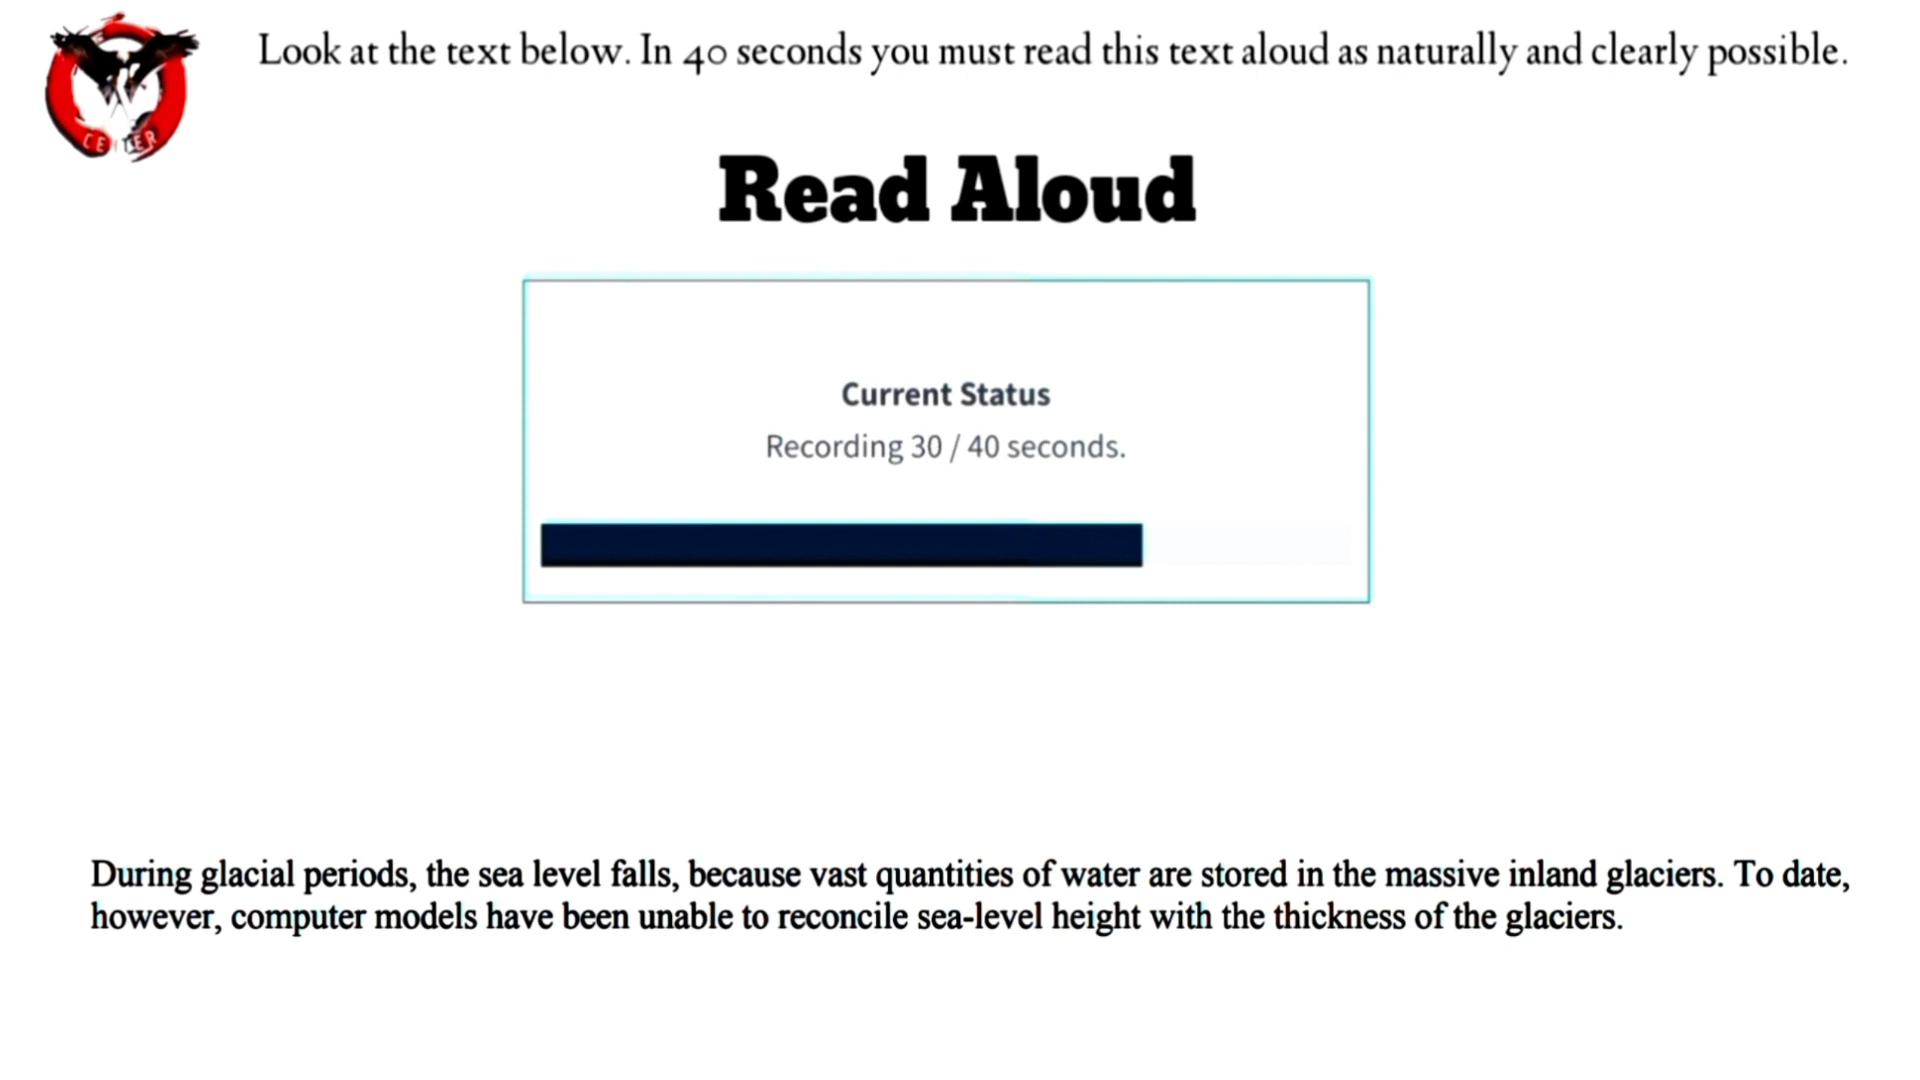 Look at the text below. In 40 seconds you must read this text aloud as naturally and clearly possible.
CENTER
Read Aloud
Current Status
Recording 30 / 40 seconds.
During glacial periods, the sea level falls, because vast quantities of water are stored in the massive inland glaciers. To date,
however, computer models have been unable to reconcile sea-level height with the thickness of the glaciers.